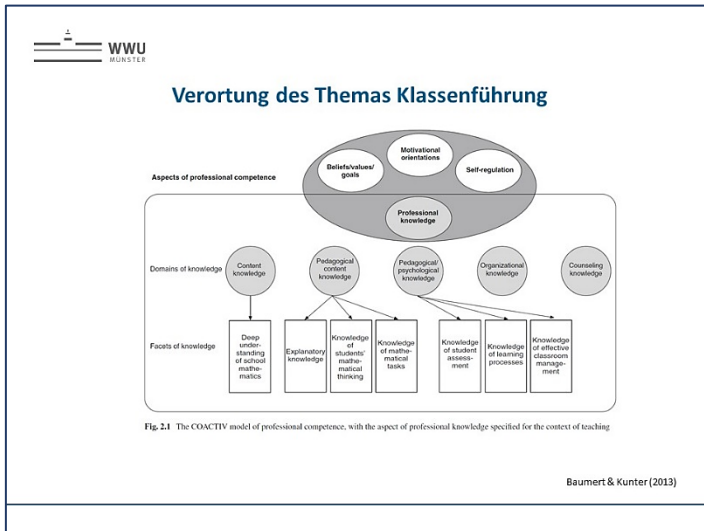 WWU
MÜNSTER
Verortung des Themas Klassenführung
Aspects of professional competence
Beliefs/values/
goals
Motivational
orientations
Self-regulation
Professional
knowledge
Domains of knowledge
Content
knowledge
Pedagogical
content
knowledge
Pedagogical/
psychological
knowledge
Organizational
knowledge
Counseling
knowledge
Facets of knowledge
Deep
under-
standing
of school
mathe-
matics
Explanatory
knowledge
Knowledge
of
students'
mathe-
matical
thinking
Knowledge
of mathe-
matical
tasks
Knowledge
of student
assess-
ment
Knowledge
of learning
processes
Knowledge
of effective
classroom
manage-
ment
Fig. 2.1 The COACTIV model of professional competence, with the aspect of professional knowledge specified for the context of teaching
Baumert & Kunter (2013)